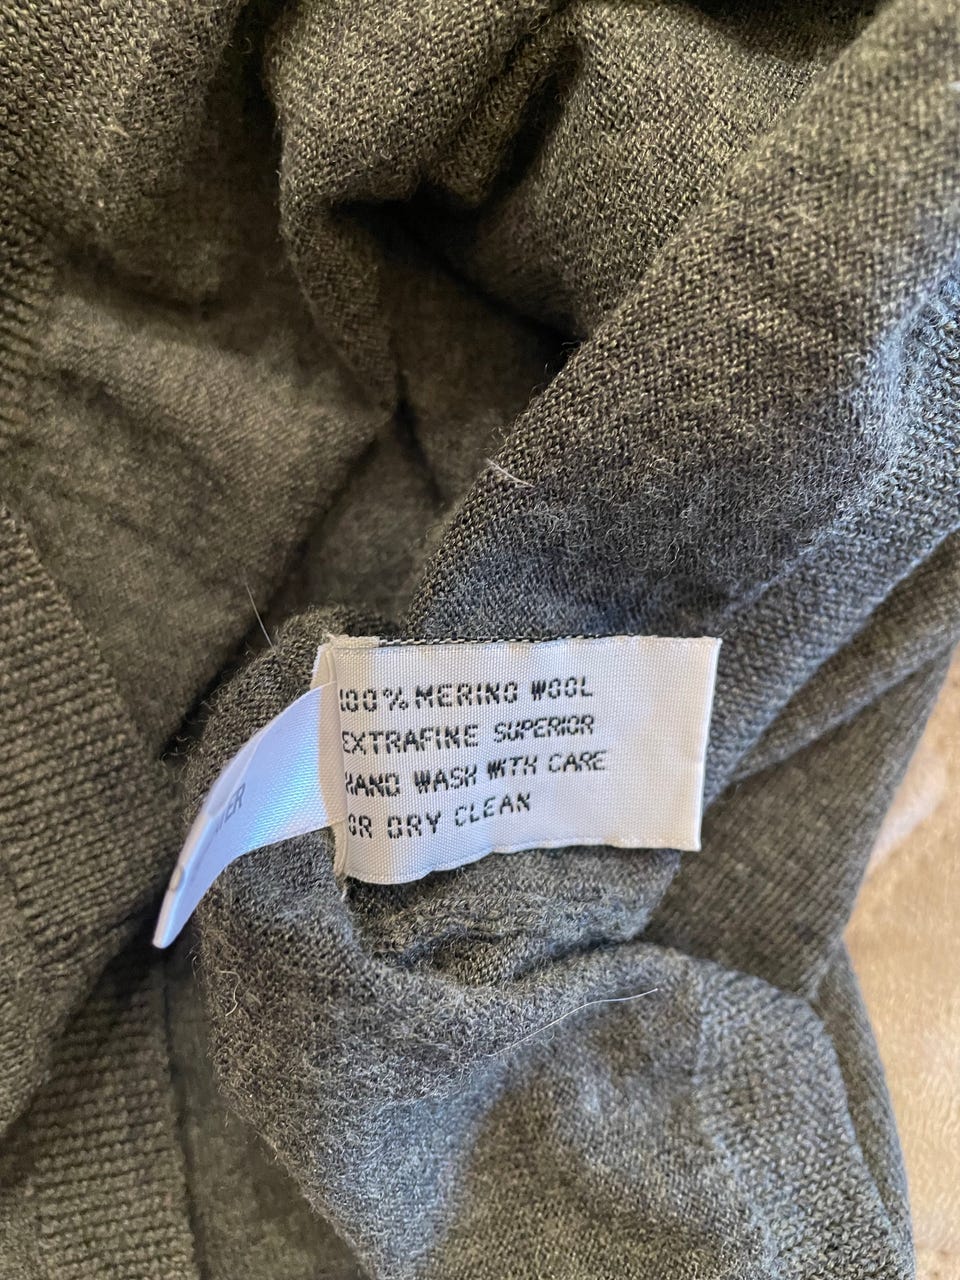 100% MERINO WOOL
EXTRAFINE SUPERIOR
HAND WASH WITH CARE
OR DRY CLEAN